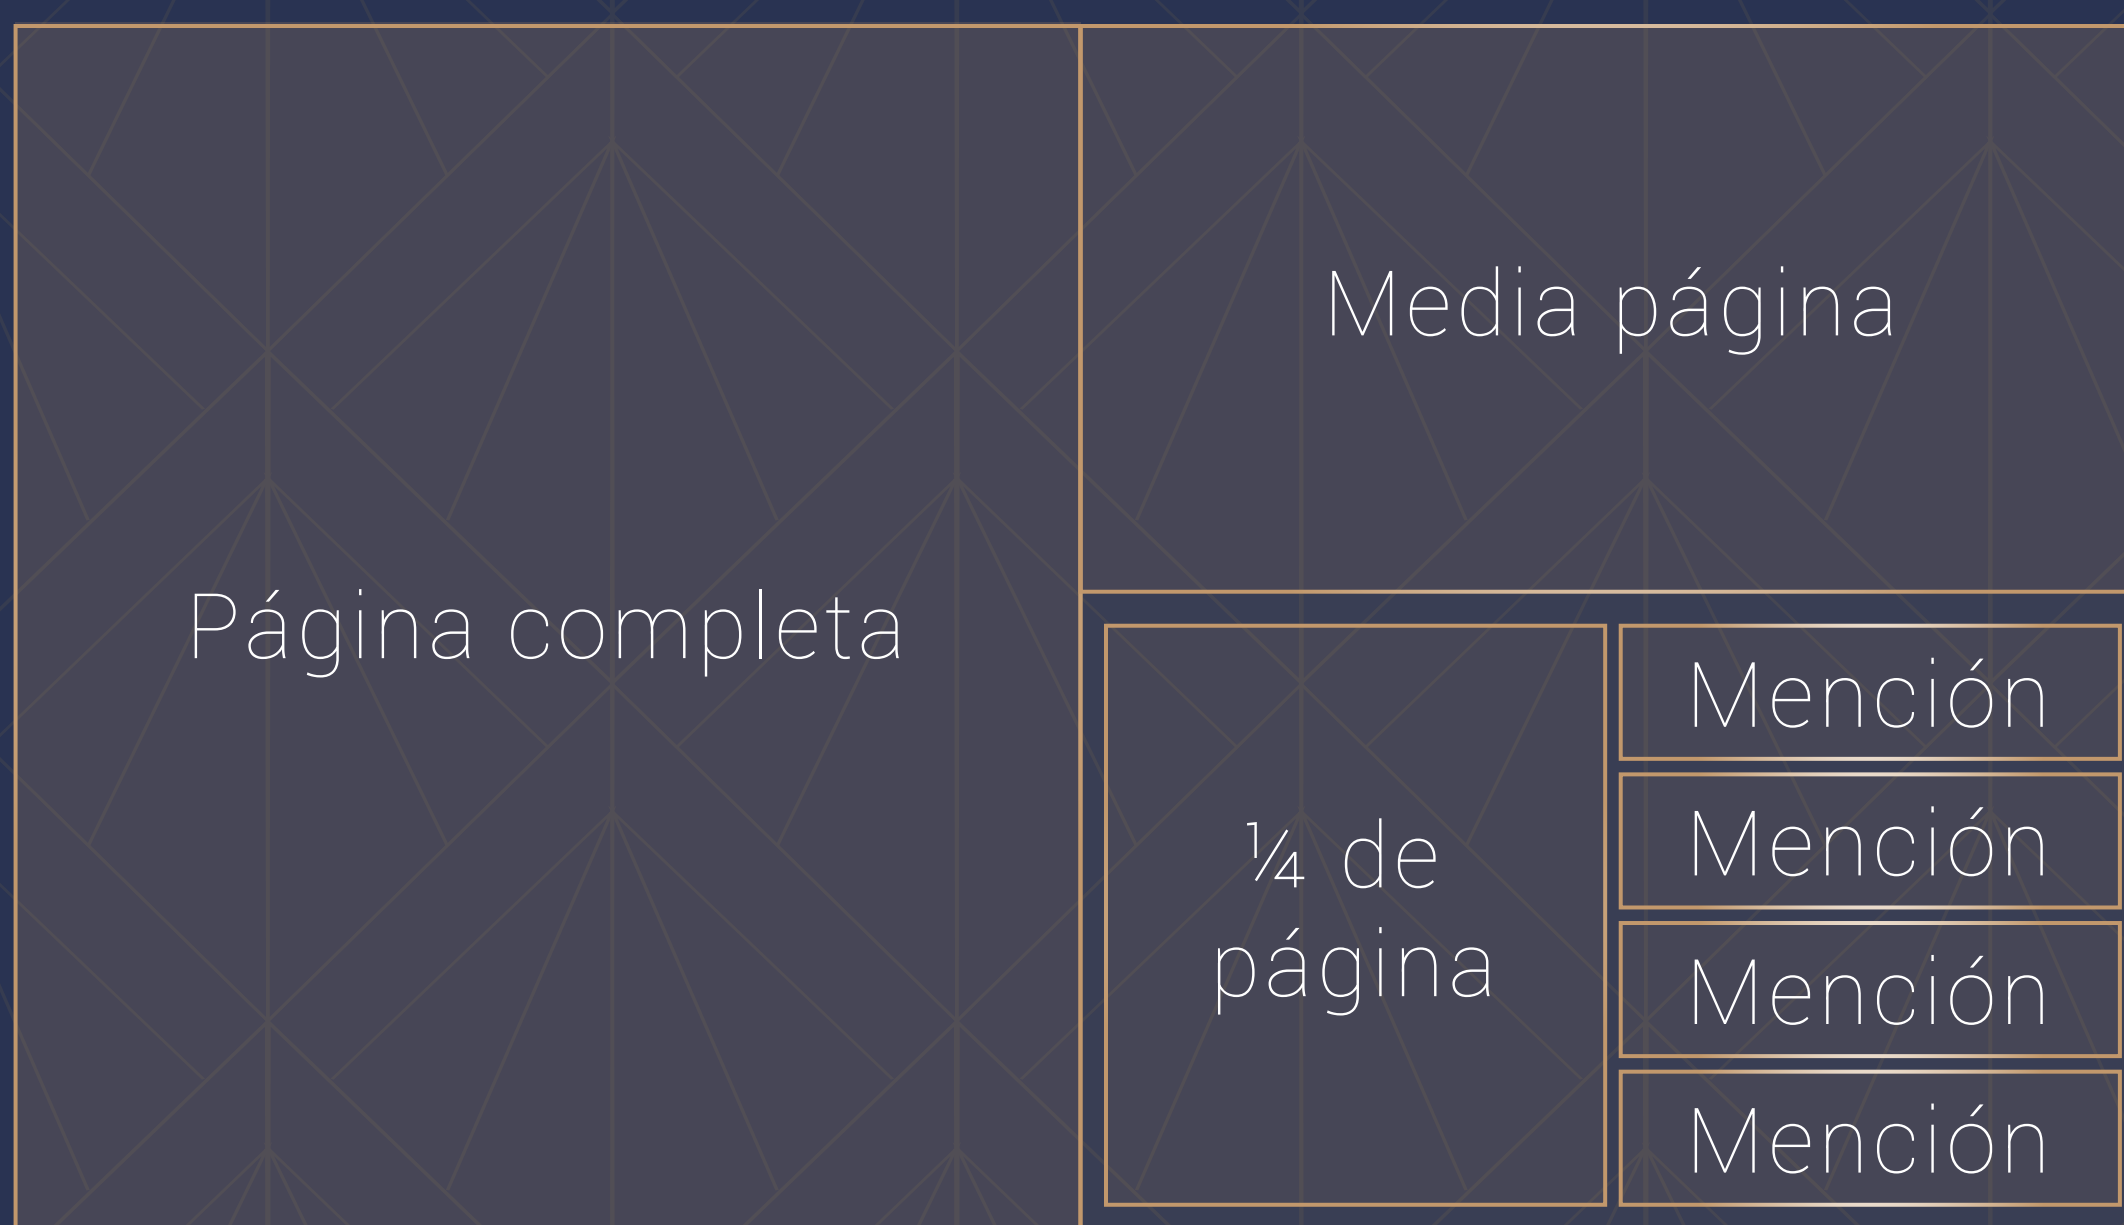 Página completa
Media página
¼ de
página
Mención
Mención
Mención
Mención